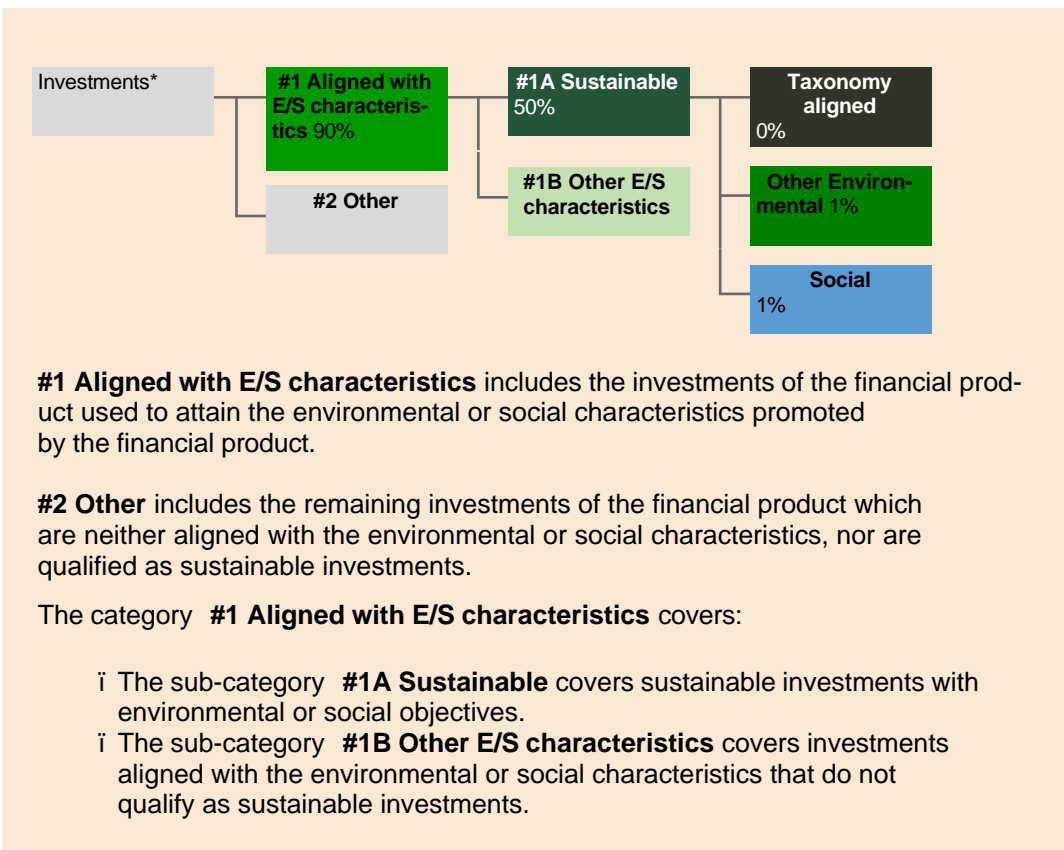 Investments*
#1 Aligned with
E/S characteris-
tics 90%
#2 Other
#1A Sustainable
50%
#1B Other E/S
characteristics
Taxonomy
aligned
0%
Other Environ-
mental 1%
Social
1%
#1 Aligned with E/S characteristics includes the investments of the financial prod-
uct used to attain the environmental or social characteristics promoted
by the financial product.
#2 Other includes the remaining investments of the financial product which
are neither aligned with the environmental or social characteristics, nor are
qualified as sustainable investments.
The category #1 Aligned with E/S characteristics covers:
ï The sub-category #1A Sustainable covers sustainable investments with
environmental or social objectives.
ï The sub-category #1B Other E/S characteristics covers investments
aligned with the environmental or social characteristics that do not
qualify as sustainable investments.